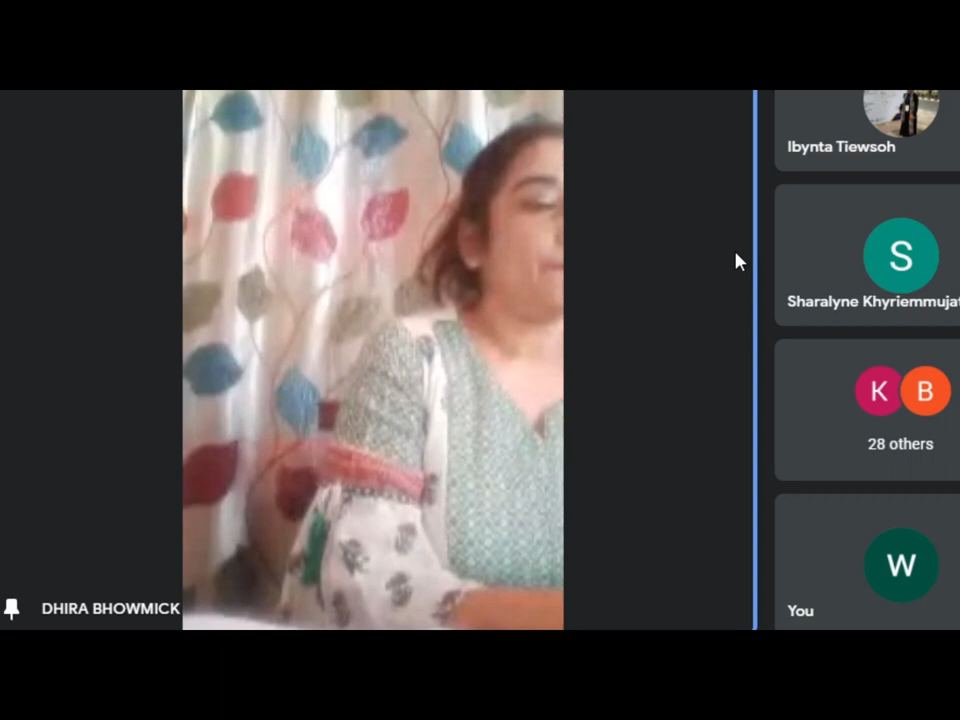 Ibynta Tiewsoh
S
Sharalyne Khyriemmujat
K B
28 others
W
You
DHIRA BHOWMICK